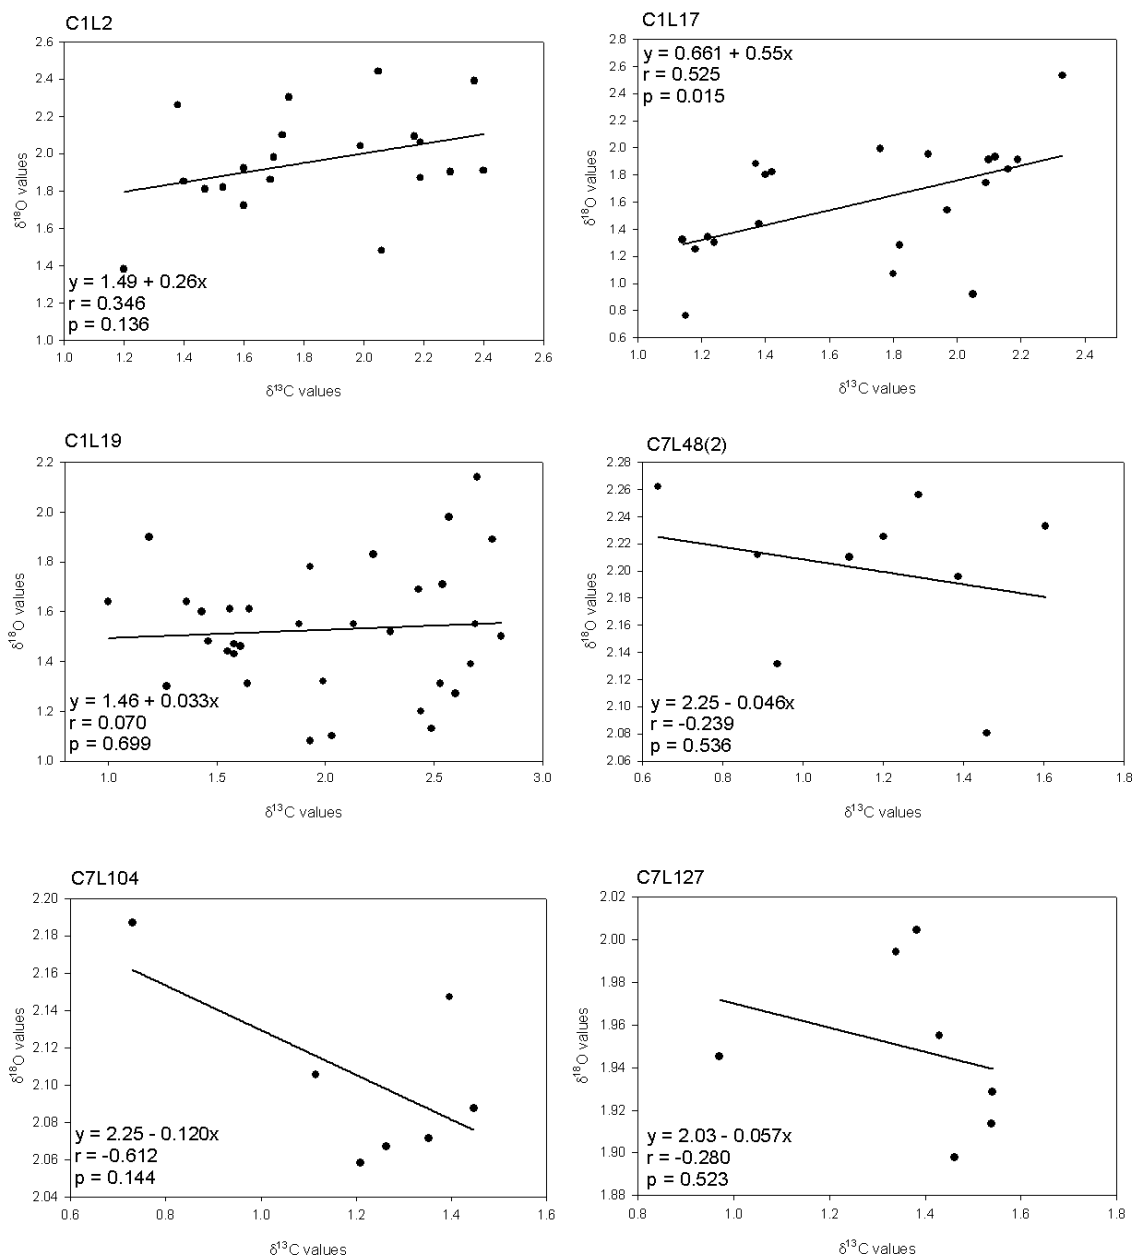 C1L2
2.6
2.4
2.2
2.0
1.8
1.6
1.4
1.2
1.0
δ¹⁸O values
y = 1.49 + 0.26x
r = 0.346
p = 0.136
1.0 1.2 1.4 1.6 1.8 2.0 2.2 2.4 2.6
δ¹³C values
C1L17
2.8
2.6
2.4
2.2
2.0
1.8
1.6
1.4
1.2
1.0
0.8
0.6
δ¹⁸O values
y = 0.661 + 0.55x
r = 0.525
p = 0.015
1.0 1.2 1.4 1.6 1.8 2.0 2.2 2.4
δ¹³C values
C1L19
2.2
2.0
1.8
1.6
1.4
1.2
1.0
δ¹⁸O values
y = 1.46 + 0.033x
r = 0.070
p = 0.699
1.0 1.5 2.0 2.5 3.0
δ¹³C values
C7L48(2)
2.28
2.26
2.24
2.22
2.20
2.18
2.16
2.14
2.12
2.10
2.08
2.06
δ¹⁸O values
y = 2.25 - 0.046x
r = -0.239
p = 0.536
0.6 0.8 1.0 1.2 1.4 1.6 1.8
δ¹³C values
C7L104
2.20
2.18
2.16
2.14
2.12
2.10
2.08
2.06
2.04
δ¹⁸O values
y = 2.25 - 0.120x
r = -0.612
p = 0.144
0.6 0.8 1.0 1.2 1.4 1.6
δ¹³C values
C7L127
2.02
2.00
1.98
1.96
1.94
1.92
1.90
1.88
δ¹⁸O values
y = 2.03 - 0.057x
r = -0.280
p = 0.523
0.8 1.0 1.2 1.4 1.6 1.8
δ¹³C values